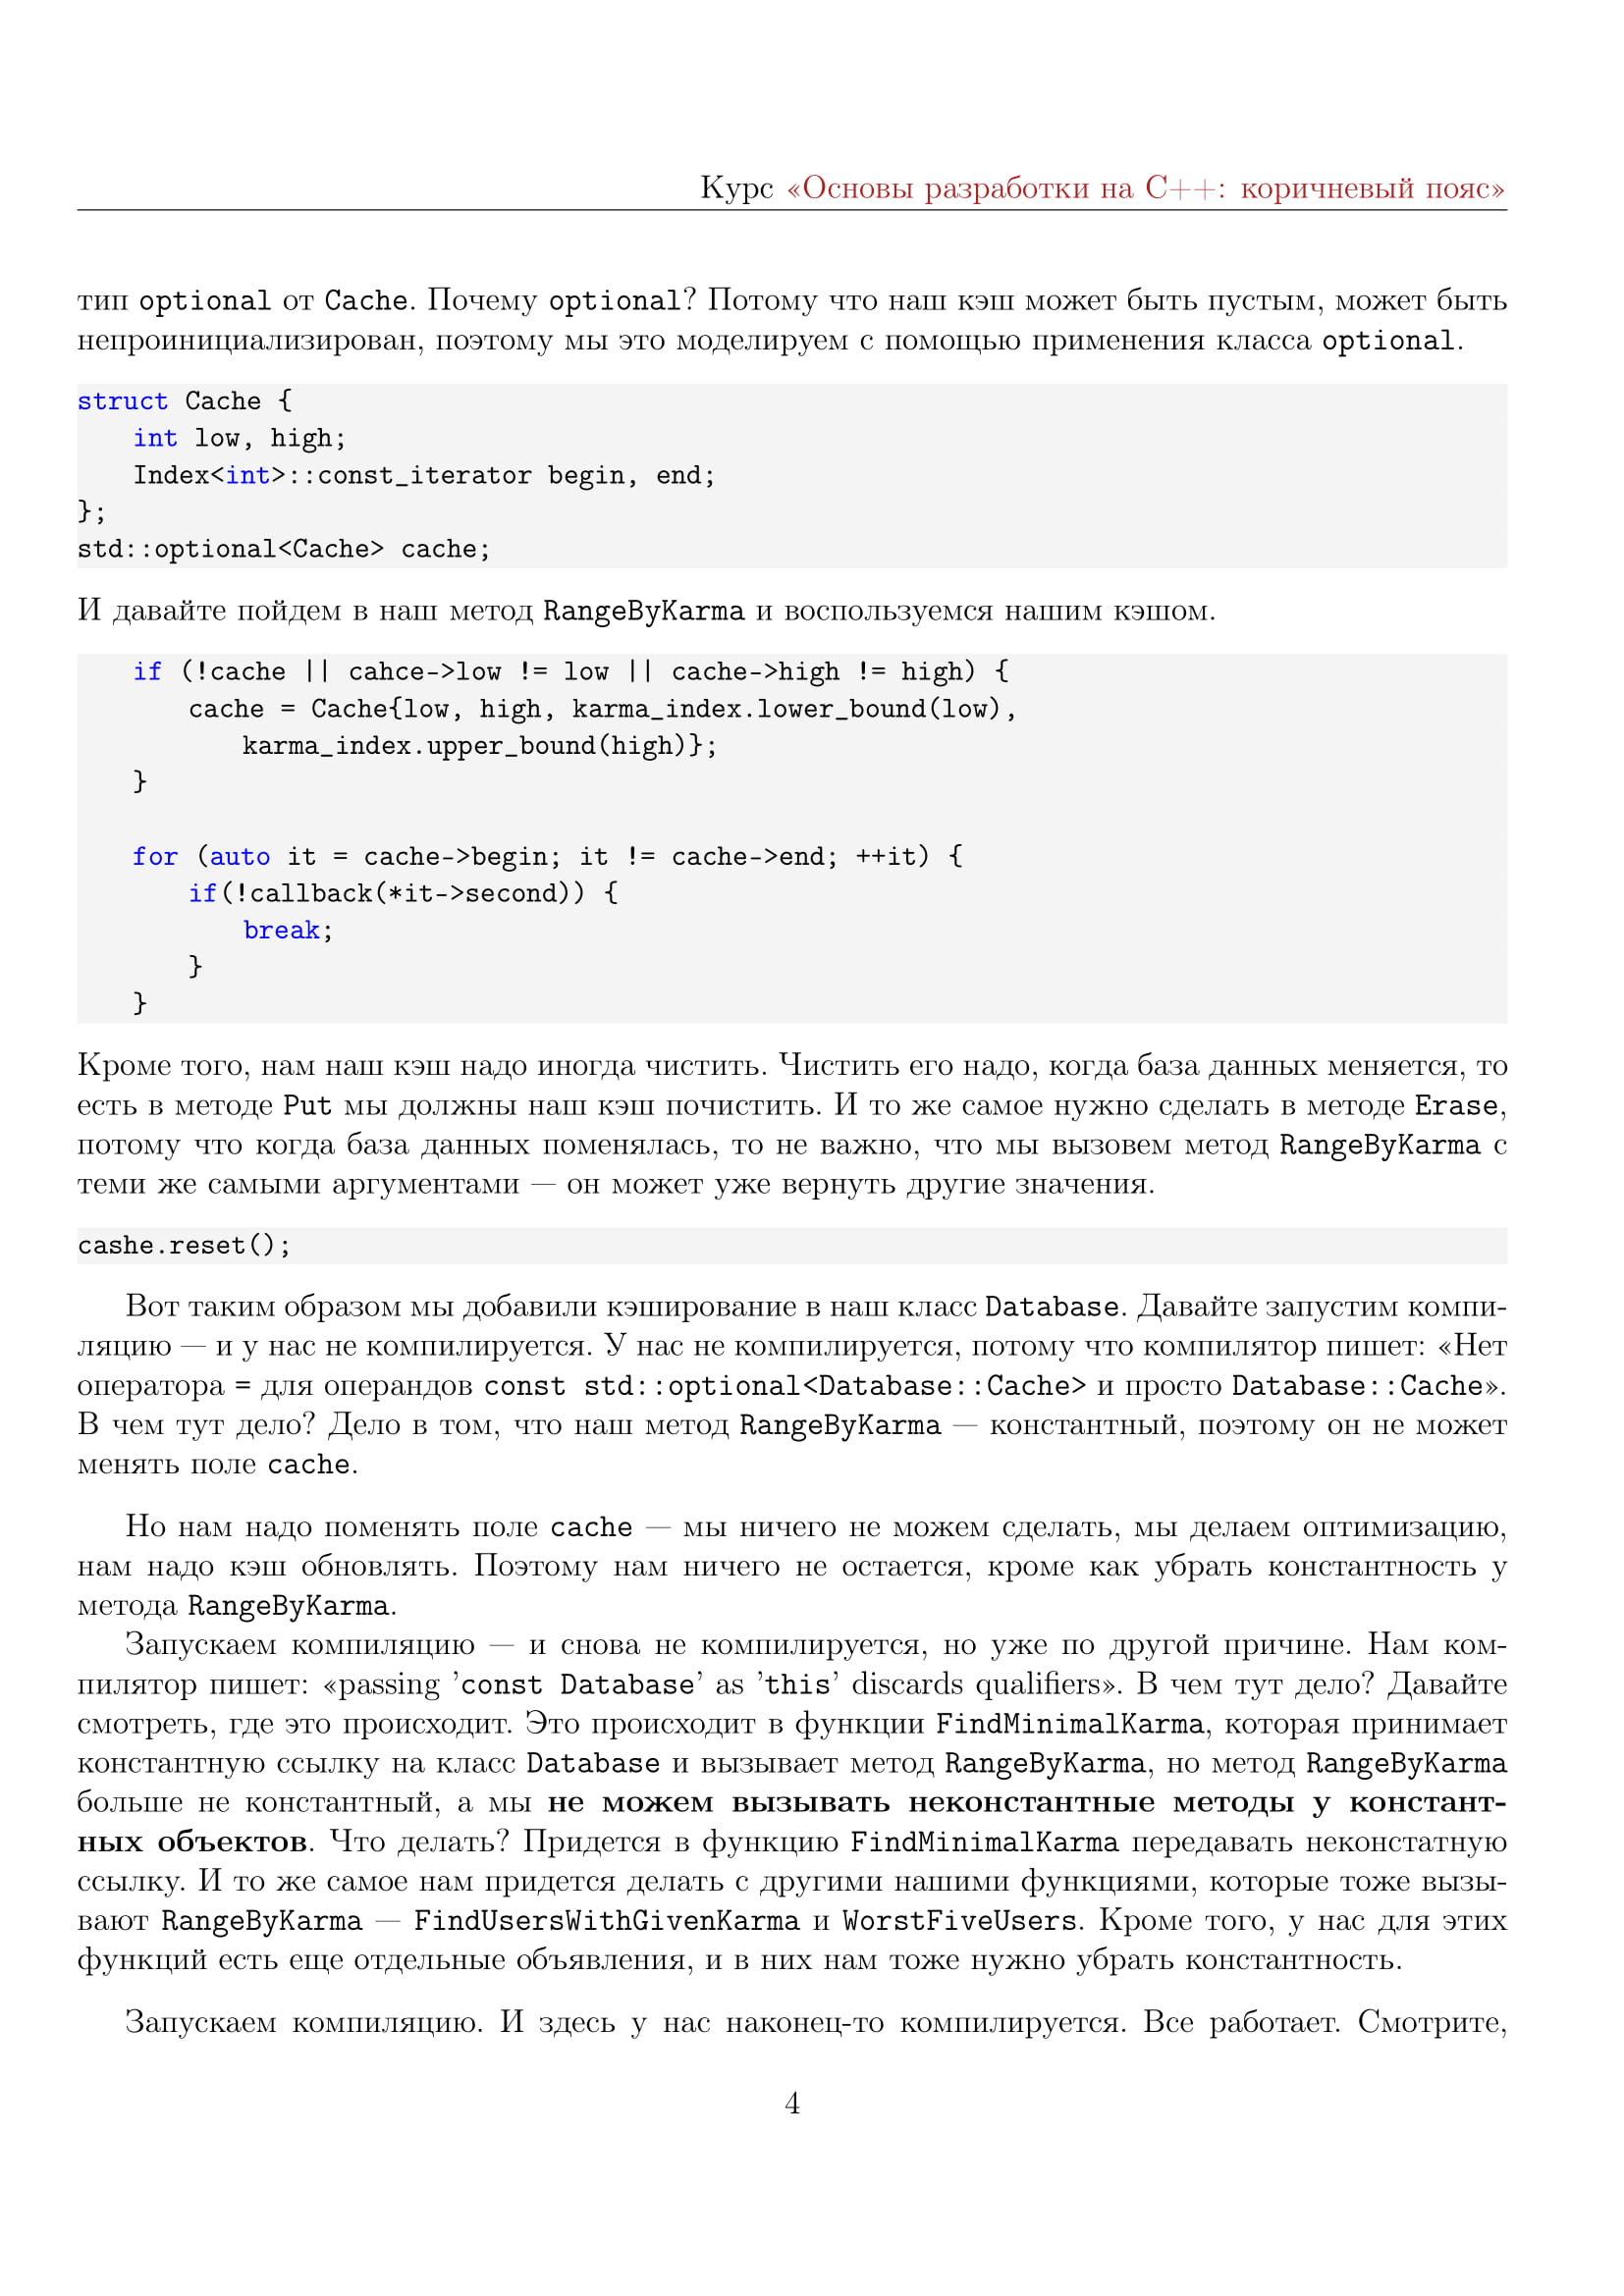 Курс «Основы разработки на C++: коричневый пояс»
тип optional от Cache. Почему optional? Потому что наш кэш может быть пустым, может быть
непроинициализирован, поэтому мы это моделируем с помощью применения класса optional.
struct Cache {
    int low, high;
    Index<int>::const_iterator begin, end;
};
std::optional<Cache> cache;
И давайте пойдем в наш метод RangeByKarma и воспользуемся нашим кэшом.
    if (!cache || cahce->low != low || cache->high != high) {
        cache = Cache{low, high, karma_index.lower_bound(low),
            karma_index.upper_bound(high)};
    }
    for (auto it = cache->begin; it != cache->end; ++it) {
        if(!callback(*it->second)) {
            break;
        }
    }
Кроме того, нам наш кэш надо иногда чистить. Чистить его надо, когда база данных меняется, то
есть в методе Put мы должны наш кэш почистить. И то же самое нужно сделать в методе Erase,
потому что когда база данных поменялась, то не важно, что мы вызовем метод RangeByKarma с
теми же самыми аргументами — он может уже вернуть другие значения.
cashe.reset();
Вот таким образом мы добавили кэширование в наш класс Database. Давайте запустим компи-
ляцию — и у нас не компилируется. У нас не компилируется, потому что компилятор пишет: «Нет
оператора = для операндов const std::optional<Database::Cache> и просто Database::Cache».
В чем тут дело? Дело в том, что наш метод RangeByKarma — константный, поэтому он не может
менять поле cache.
Но нам надо поменять поле cache — мы ничего не можем сделать, мы делаем оптимизацию,
нам надо кэш обновлять. Поэтому нам ничего не остается, кроме как убрать константность у
метода RangeByKarma.
Запускаем компиляцию — и снова не компилируется, но уже по другой причине. Нам ком-
пилятор пишет: «passing ’const Database’ as ’this’ discards qualifiers». В чем тут дело? Давайте
смотреть, где это происходит. Это происходит в функции FindMinimalKarma, которая принимает
константную ссылку на класс Database и вызывает метод RangeByKarma, но метод RangeByKarma
больше не константный, а мы не можем вызывать неконстантные методы у констант-
ных объектов. Что делать? Придется в функцию FindMinimalKarma передавать неконстатную
ссылку. И то же самое нам придется делать с другими нашими функциями, которые тоже вызы-
вают RangeByKarma — FindUsersWithGivenKarma и WorstFiveUsers. Кроме того, у нас для этих
функций есть еще отдельные объявления, и в них нам тоже нужно убрать константность.
Запускаем компиляцию. И здесь у нас наконец-то компилируется. Все работает. Смотрите,
4